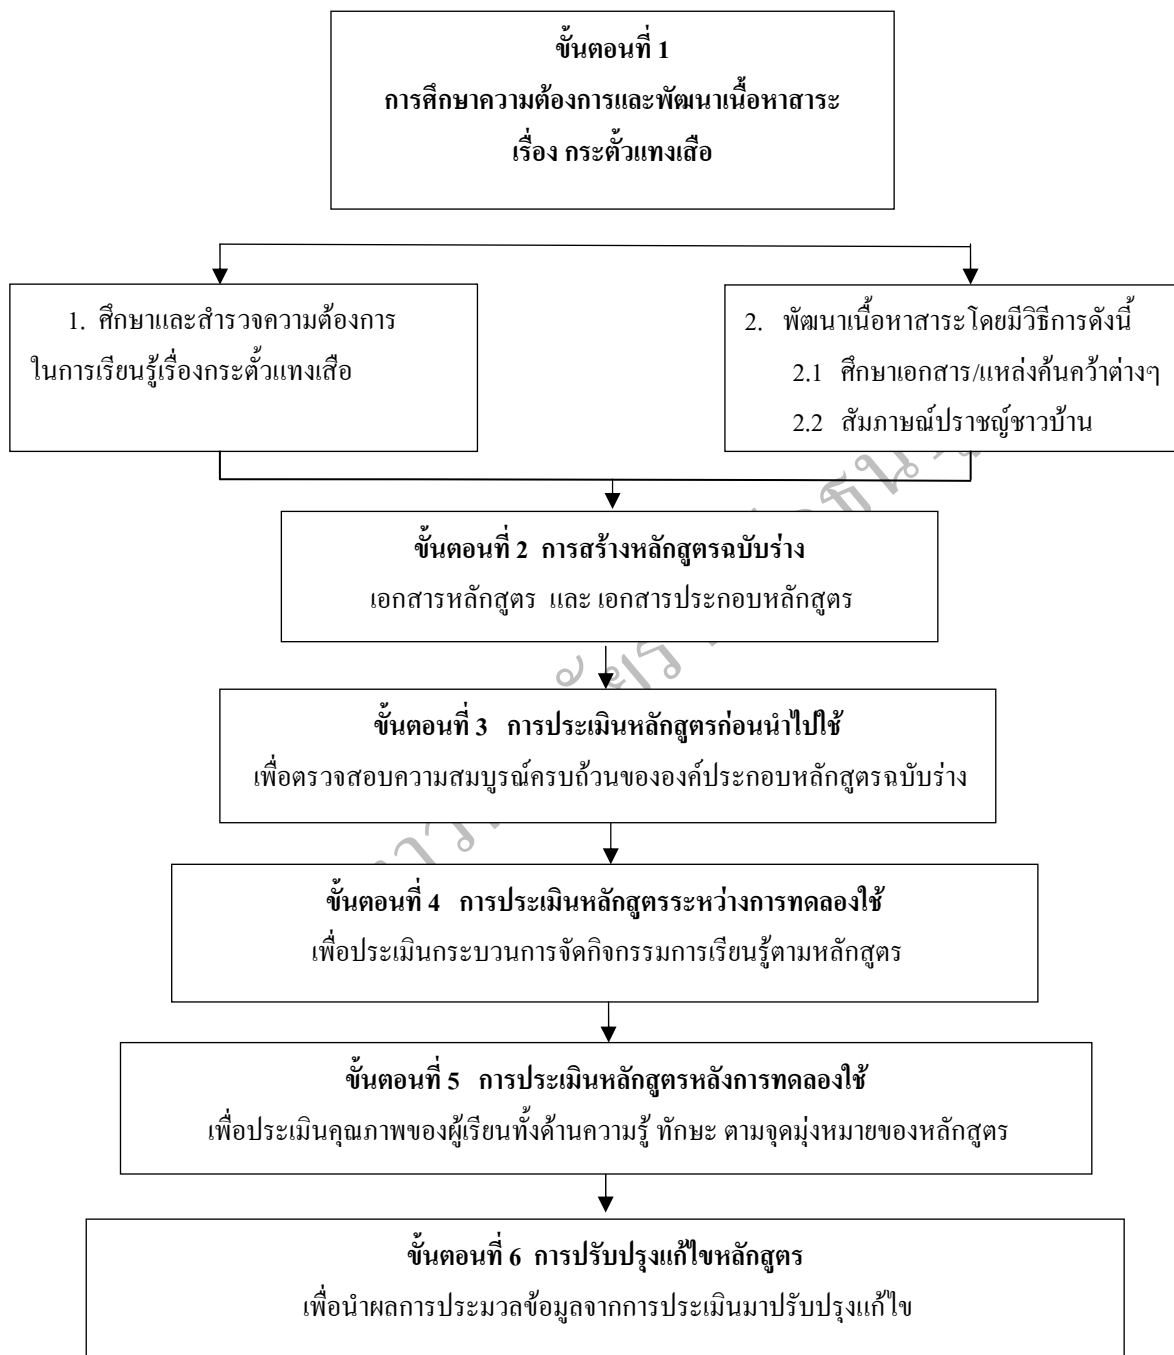 ขั้นตอนที่ 1
การศึกษาความต้องการและพัฒนาเนื้อหาสาระ
เรื่อง กระตั้วแทงเสือ
1. ศึกษาและสำรวจความต้องการ
ในการเรียนรู้เรื่องกระตั้วแทงเสือ
2. พัฒนาเนื้อหาสาระโดยมีวิธีการดังนี้
2.1 ศึกษาเอกสาร/แหล่งค้นคว้าต่างๆ
2.2 สัมภาษณ์ปราชญ์ชาวบ้าน
ขั้นตอนที่ 2 การสร้างหลักสูตรฉบับร่าง
เอกสารหลักสูตร และ เอกสารประกอบหลักสูตร
ขั้นตอนที่ 3 การประเมินหลักสูตรก่อนนำไปใช้
เพื่อตรวจสอบความสมบูรณ์ครบถ้วนขององค์ประกอบหลักสูตรฉบับร่าง
ขั้นตอนที่ 4 การประเมินหลักสูตรระหว่างการทดลองใช้
เพื่อประเมินกระบวนการจัดกิจกรรมการเรียนรู้ตามหลักสูตร
ขั้นตอนที่ 5 การประเมินหลักสูตรหลังการทดลองใช้
เพื่อประเมินคุณภาพของผู้เรียนทั้งด้านความรู้ ทักษะ ตามจุดมุ่งหมายของหลักสูตร
ขั้นตอนที่ 6 การปรับปรุงแก้ไขหลักสูตร
เพื่อนำผลการประมวลข้อมูลจากการประเมินมาปรับปรุงแก้ไข